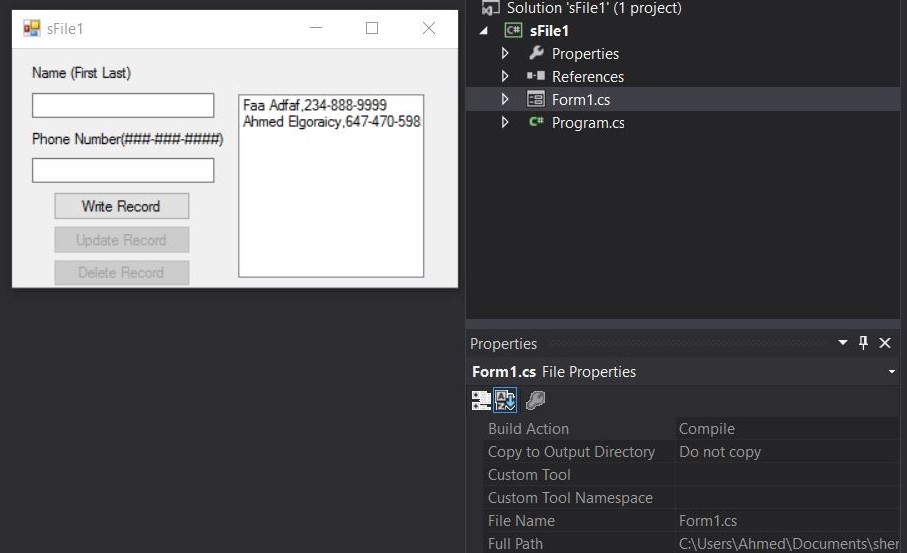 sFile1
Name (First Last)
Phone Number(###-###-####)
Write Record
Update Record
Delete Record
Faa Adfaf,234-888-9999
Ahmed Elgoraicy,647-470-598
Solution 'sFile1' (1 project)
C# sFile1
Properties
References
Form1.cs
C# Program.cs
Properties
Form1.cs File Properties
Build Action Compile
Copy to Output Directory Do not copy
Custom Tool
Custom Tool Namespace
File Name Form1.cs
Full Path C:\Users\Ahmed\Documents\sher